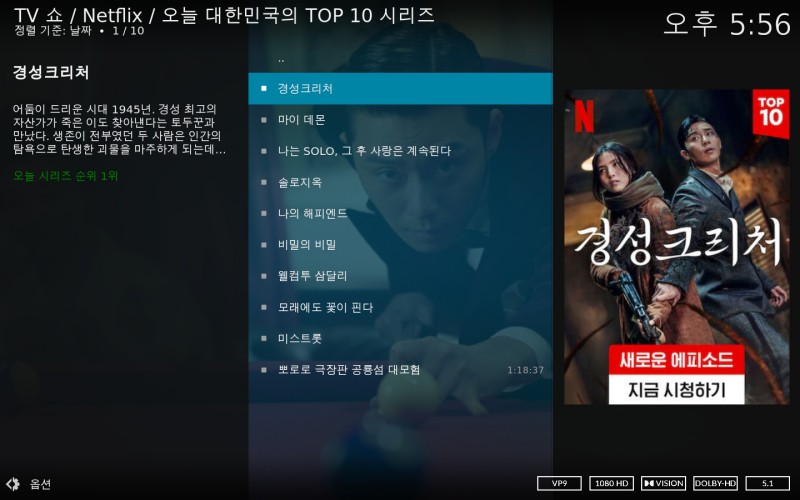 TV 쇼 / Netflix / 오늘 대한민국의 TOP 10 시리즈
정렬 기준: 날짜 • 1 / 10
오후 5:56
경성크리처
어둠이 드리운 시대 1945년. 경성 최고의
자산가가 죽은 이도 찾아낸다는 토두꾼과
만났다. 생존이 전부였던 두 사람은 인간의
탐욕으로 탄생한 괴물을 마주하게 되는데...
오늘 시리즈 순위 1위
..
경성크리처
마이 데몬
나는 SOLO, 그 후 사랑은 계속된다
솔로지옥
나의 해피엔드
비밀의 비밀
웰컴투 삼달리
모래에도 꽃이 핀다
미스트롯
뽀로로 극장판 공룡섬 대모험 1:18:37
N
TOP
10
경성크리처
새로운 에피소드
지금 시청하기
옵션
VP9 1080 HD VISION DOLBY-HD 5.1